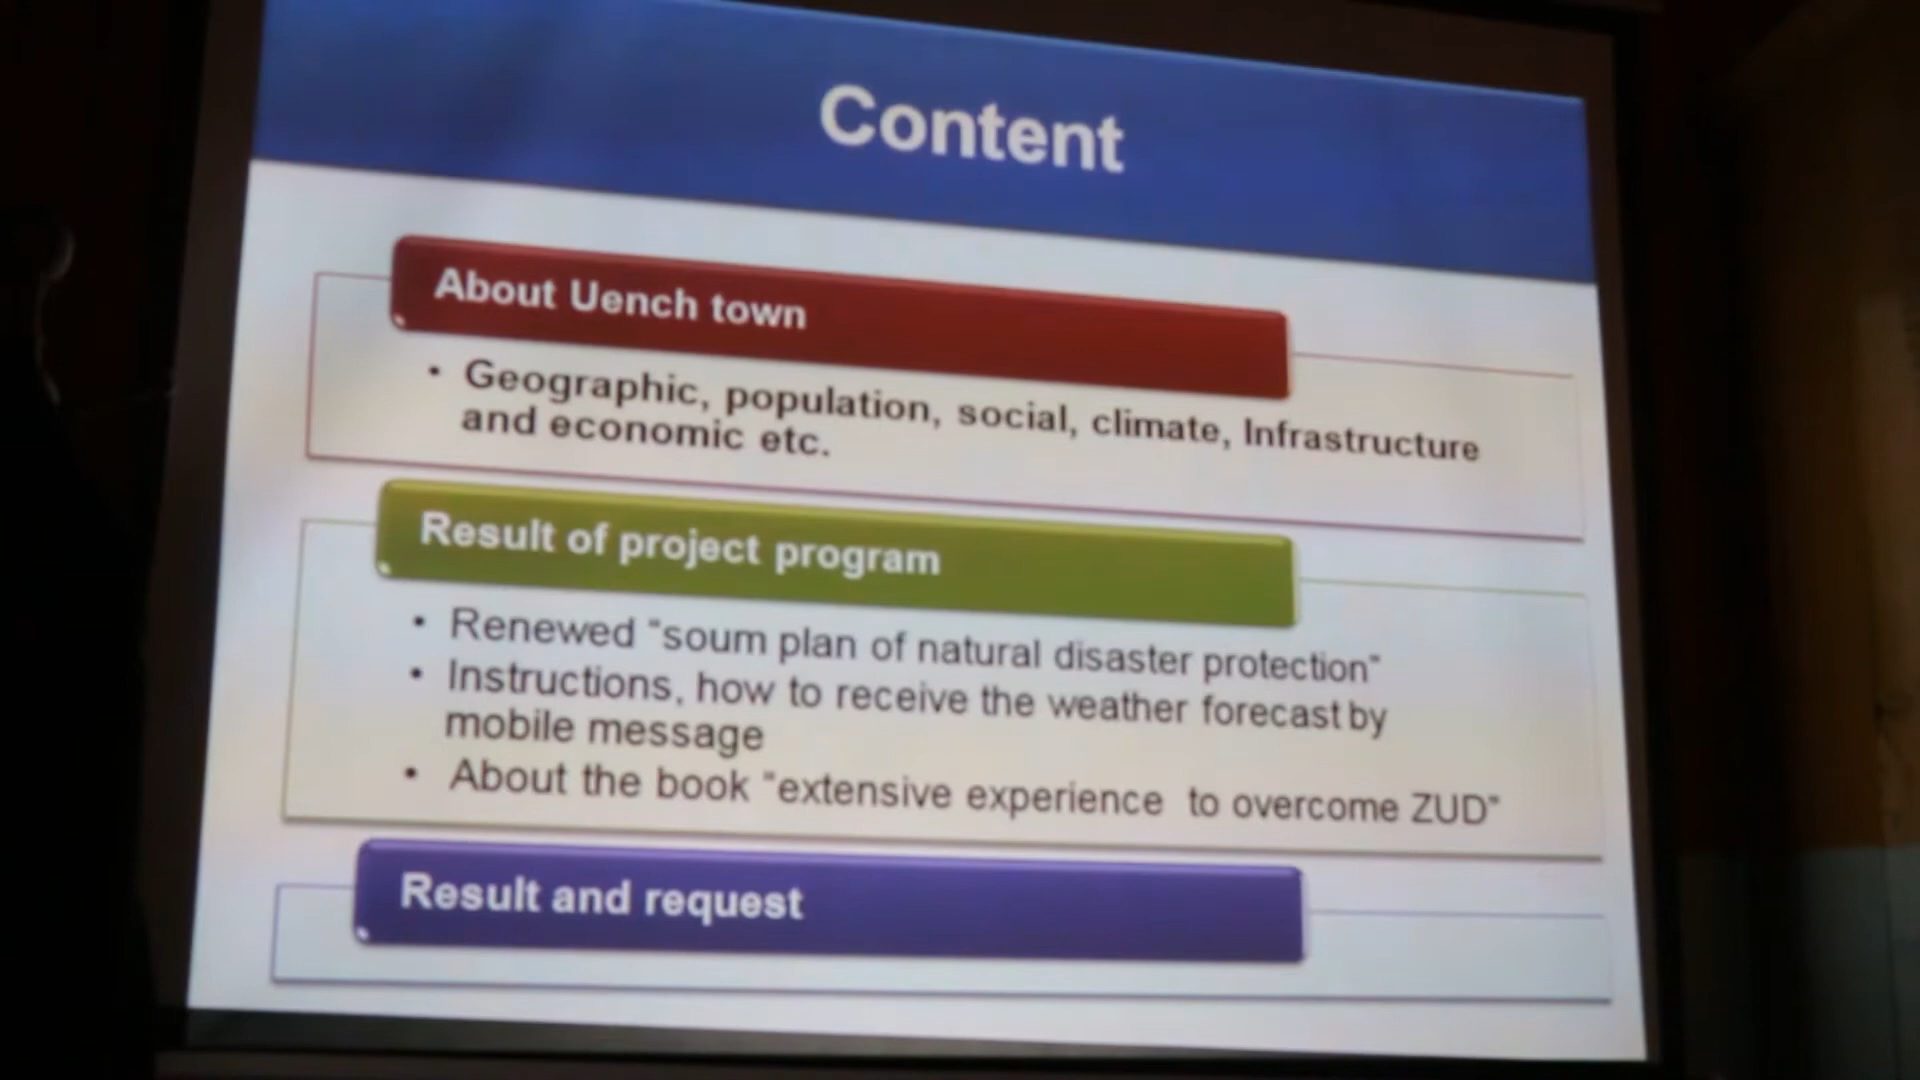 Content
About Uench town
• Geographic, population, social, climate, Infrastructure
and economic etc.
Result of project program
• Renewed "soum plan of natural disaster protection"
• Instructions, how to receive the weather forecast by
mobile message
• About the book "extensive experience to overcome ZUD"
Result and request